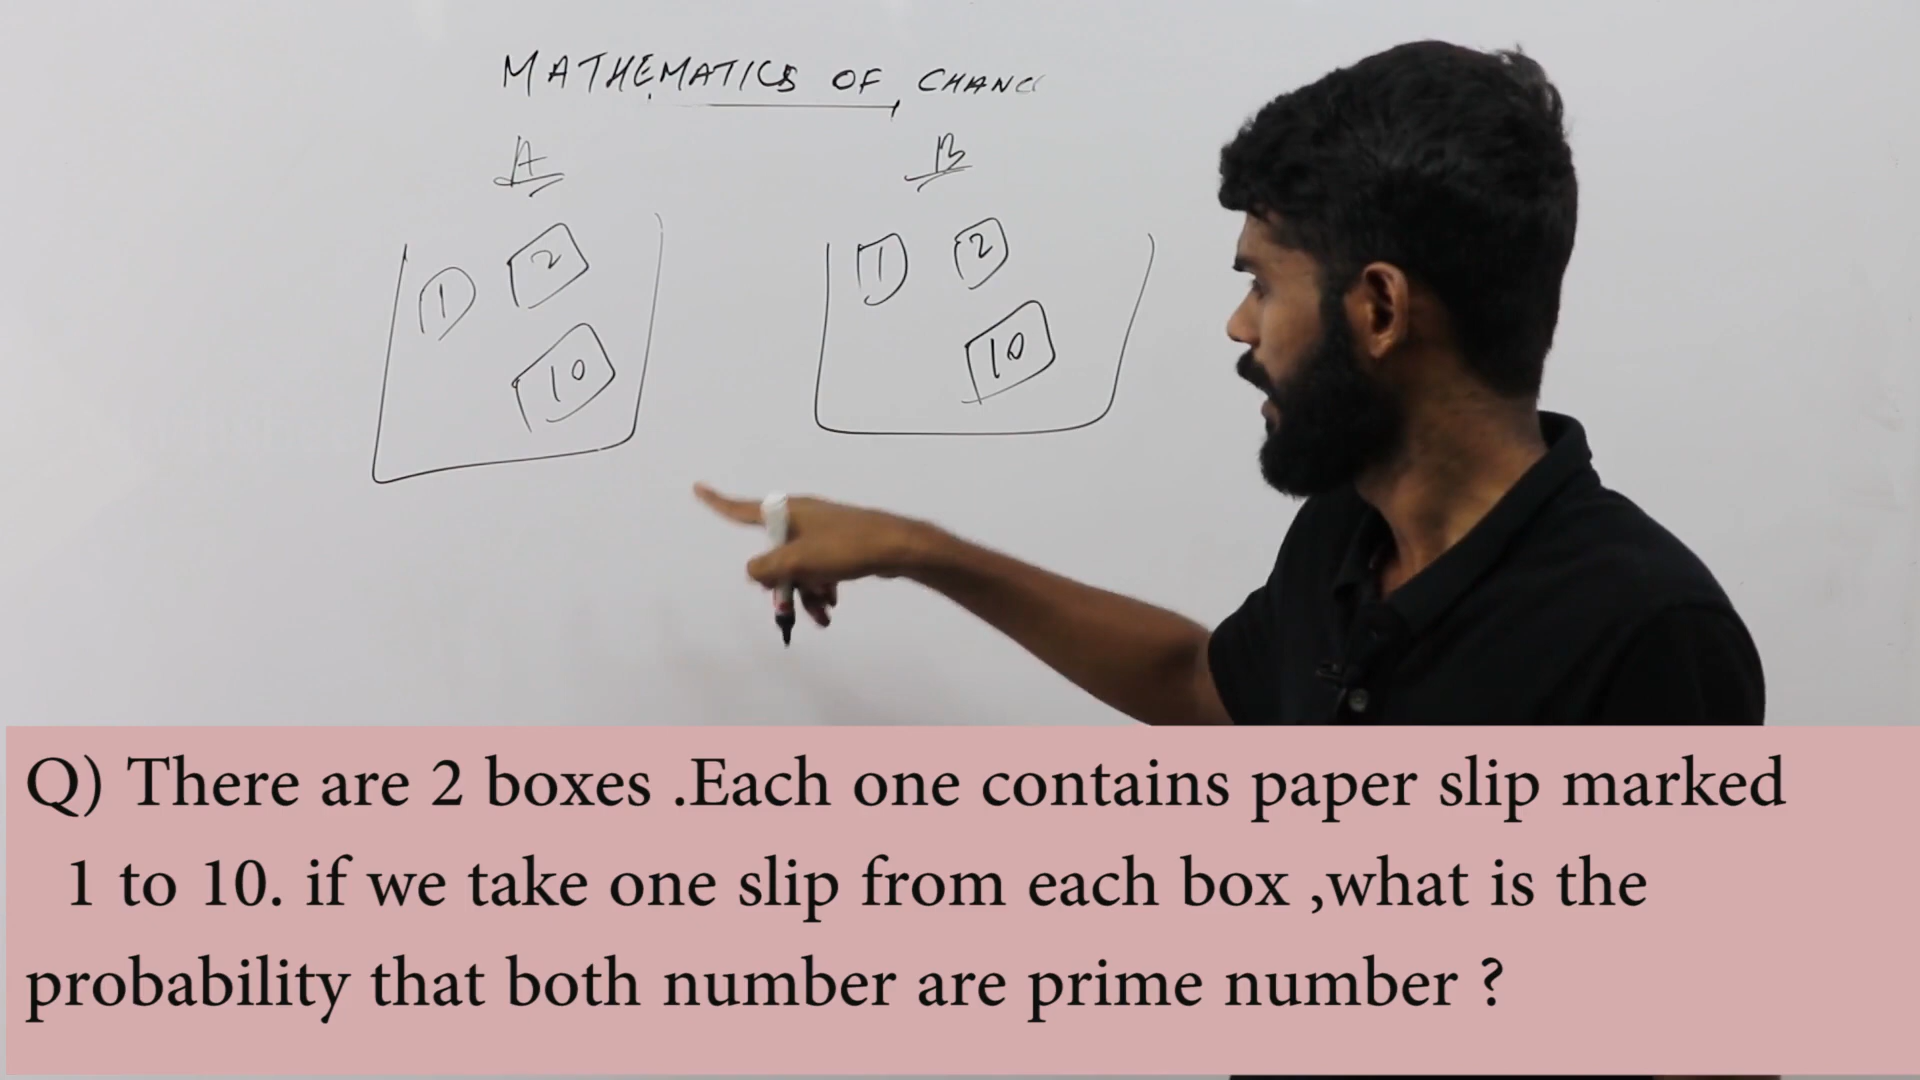 MATHEMATICS OF CHANC
A B
1 2 1 2
10 10
Q) There are 2 boxes .Each one contains paper slip marked
1 to 10. if we take one slip from each box ,what is the
probability that both number are prime number ?